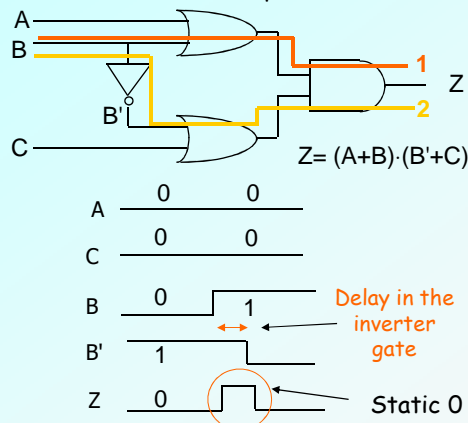 A
B
1
Z
B'
2
C
Z= (A+B)·(B'+C)
0 0
A
0 0
C
B 0 1
Delay in the
inverter
gate
B'
1
Z 0
Static 0